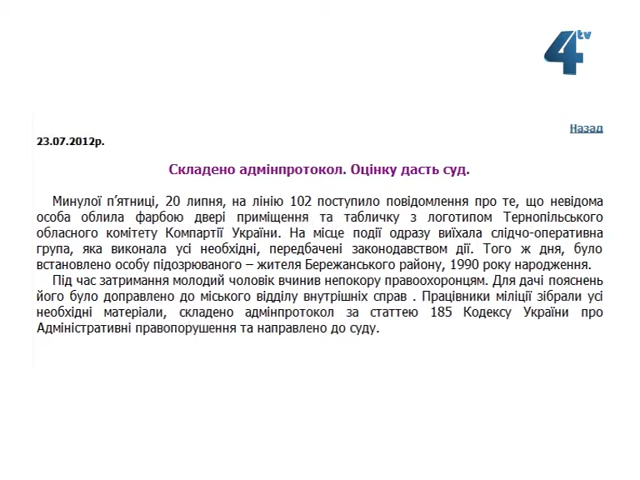 4tv
Назад
23.07.2012р.
Складено адмінпротокол. Оцінку дасть суд.
Минулої п’ятниці, 20 липня, на лінію 102 поступило повідомлення про те, що невідома
особа облила фарбою двері приміщення та табличку з логотипом Тернопільського
обласного комітету Компартії України. На місце події одразу виїхала слідчо-оперативна
група, яка виконала усі необхідні, передбачені законодавством дії. Того ж дня, було
встановлено особу підозрюваного – жителя Бережанського району, 1990 року народження.
Під час затримання молодий чоловік вчинив непокору правоохоронцям. Для дачі пояснень
його було доправлено до міського відділу внутрішніх справ . Працівники міліції зібрали усі
необхідні матеріали, складено адмінпротокол за статтею 185 Кодексу України про
Адміністративні правопорушення та направлено до суду.